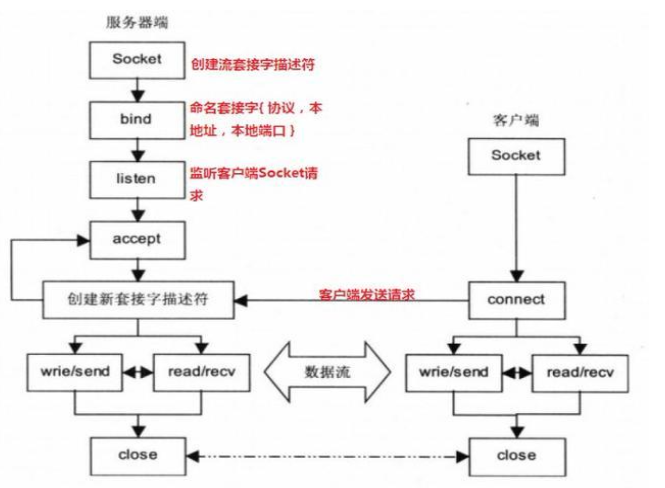 服务器端
Socket
创建流套接字描述符
bind
命名套接字{ 协议，本
地址，本地端口 }
客户端
Socket
listen
监听客户端Socket请
求
accept
创建新套接字描述符
客户端发送请求
connect
wrie/send
read/recv
数据流
wrie/send
read/recv
close
close